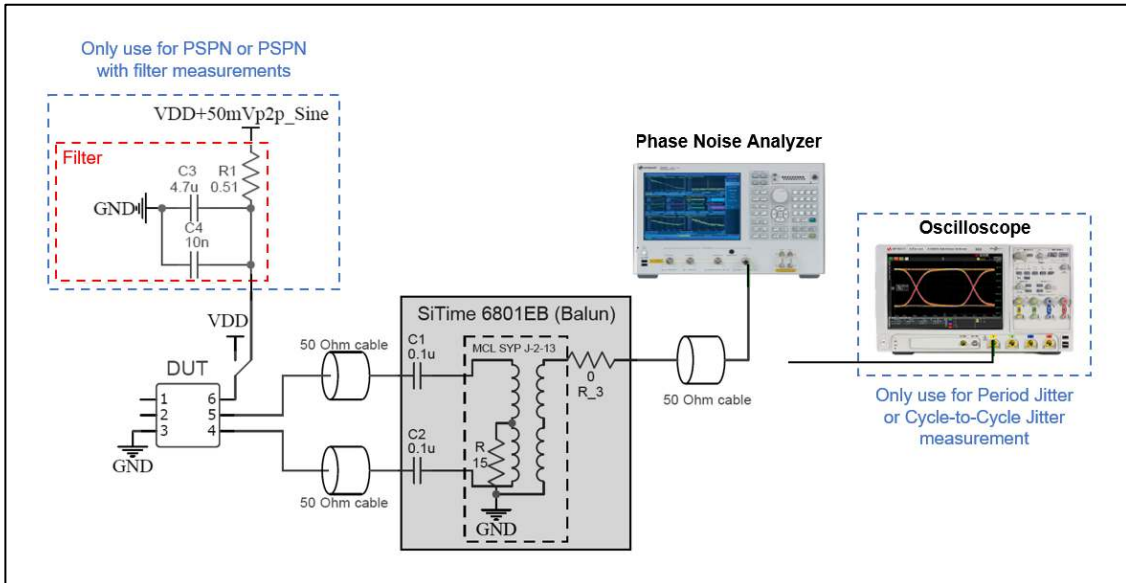 Only use for PSPN or PSPN
with filter measurements
VDD+50mVp2p_Sine
Filter
C3
4.7u
R1
0.51
GND
C4
10n
VDD
DUT
1
2
3
6
5
4
GND
50 Ohm cable
50 Ohm cable
SiTime 6801EB (Balun)
C1
0.1u
MCL SYP J-2-13
C2
0.1u
R
15
GND
0
R_3
50 Ohm cable
Phase Noise Analyzer
Oscilloscope
Only use for Period Jitter
or Cycle-to-Cycle Jitter
measurement